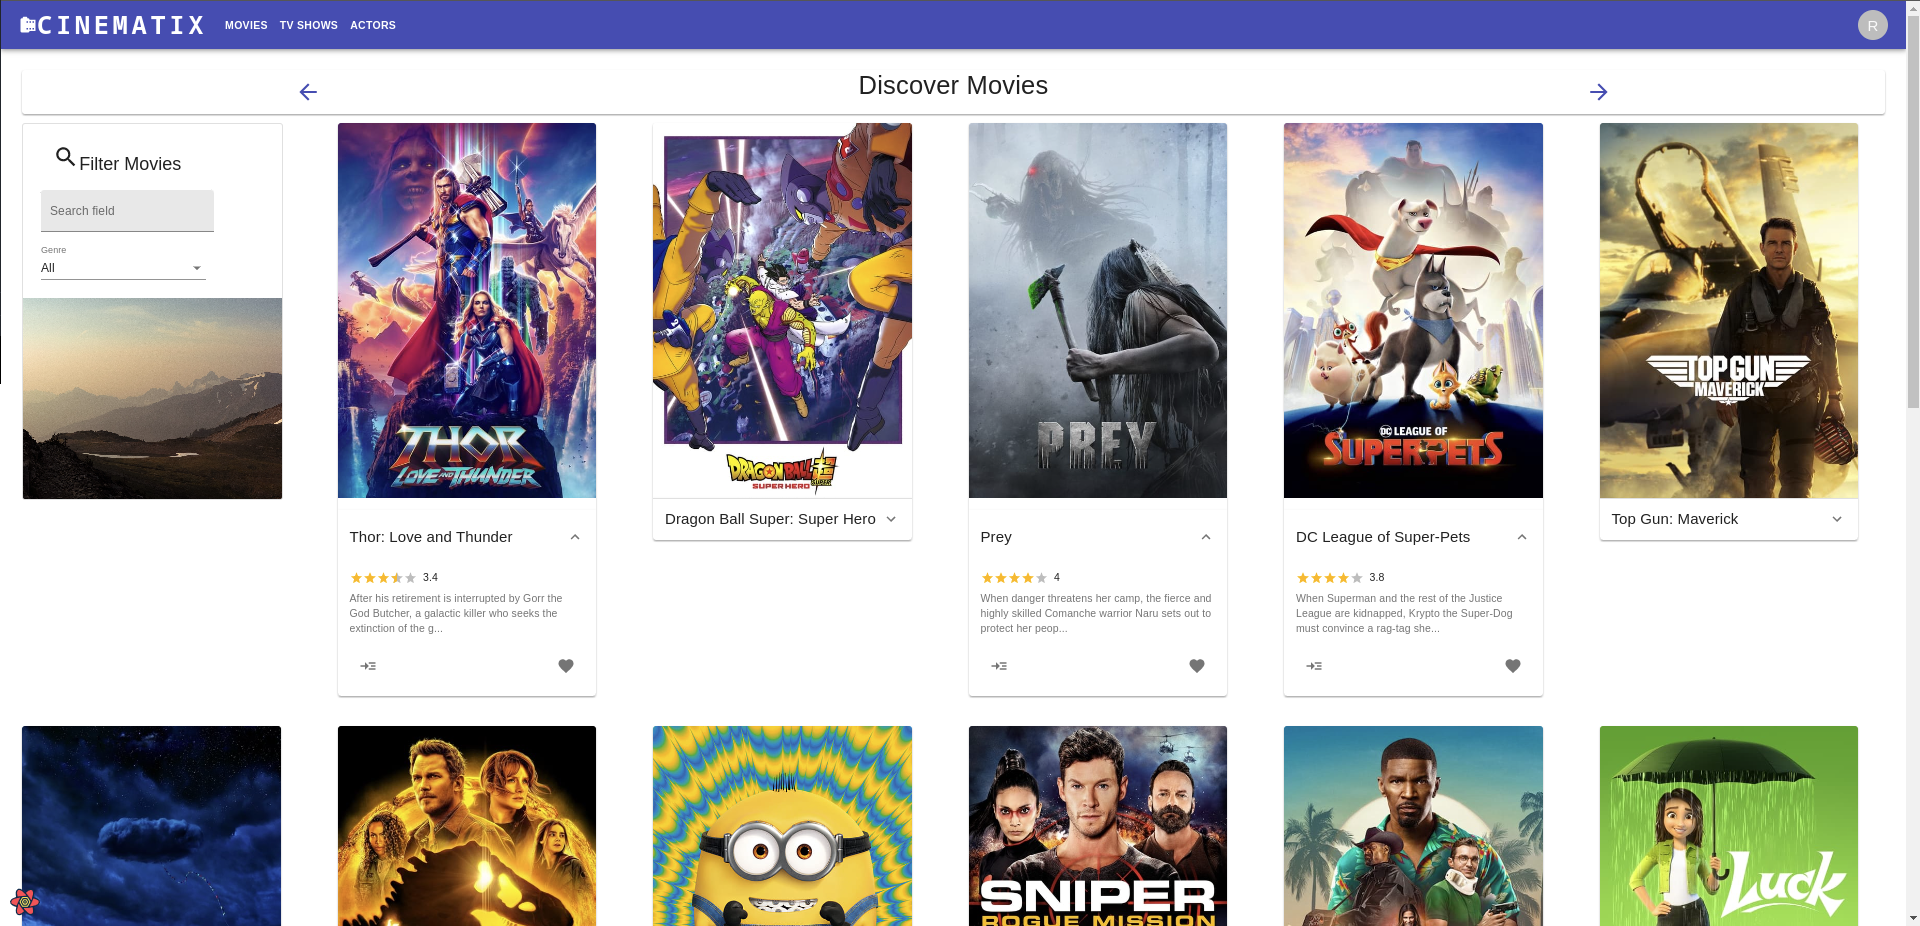 CINEMATIX
MOVIES TV SHOWS ACTORS
R
Discover Movies
Filter Movies
Search field
Genre
All
THOR
LOVE AND THUNDER
DRAGONBALL
SUPER
SUPER HERO
PREY
DC LEAGUE OF
SUPER-PETS
TOP GUN
MAVERICK
Thor: Love and Thunder
3.4
After his retirement is interrupted by Gorr the
God Butcher, a galactic killer who seeks the
extinction of the g...
Dragon Ball Super: Super Hero
Prey
4
When danger threatens her camp, the fierce and
highly skilled Comanche warrior Naru sets out to
protect her peop...
DC League of Super-Pets
3.8
When Superman and the rest of the Justice
League are kidnapped, Krypto the Super-Dog
must convince a rag-tag she...
Top Gun: Maverick
SNIPER
ROGUE MISSION
Luck